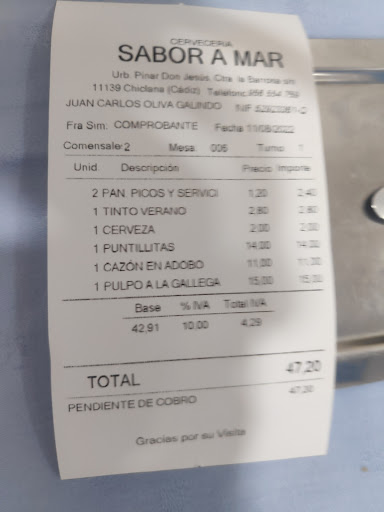 CERVECERIA
SABOR A MAR
Urb. Pinar Don Jesús, Ctra. la Barrosa s/n
11139 Chiclana (Cádiz) Telefono: 956 554 759
JUAN CARLOS OLIVA GALINDO NIF
Fra Sim: COMPROBANTE Fecha 11/08/2022
Comensale 2 Mesa 006 Turno 1
Unid. Descripción Precio Importe
2 PAN, PICOS Y SERVICI 1,20 2,40
1 TINTO VERANO 2,80 2,80
1 CERVEZA 2,00 2,00
1 PUNTILLITAS 14,00 14,00
1 CAZÓN EN ADOBO 11,00 11,00
1 PULPO A LA GALLEGA 15,00 15,00
Base % IVA Total IVA
42,91 10,00 4,29
TOTAL 47,20
PENDIENTE DE COBRO 47,20
Gracias por su Visita